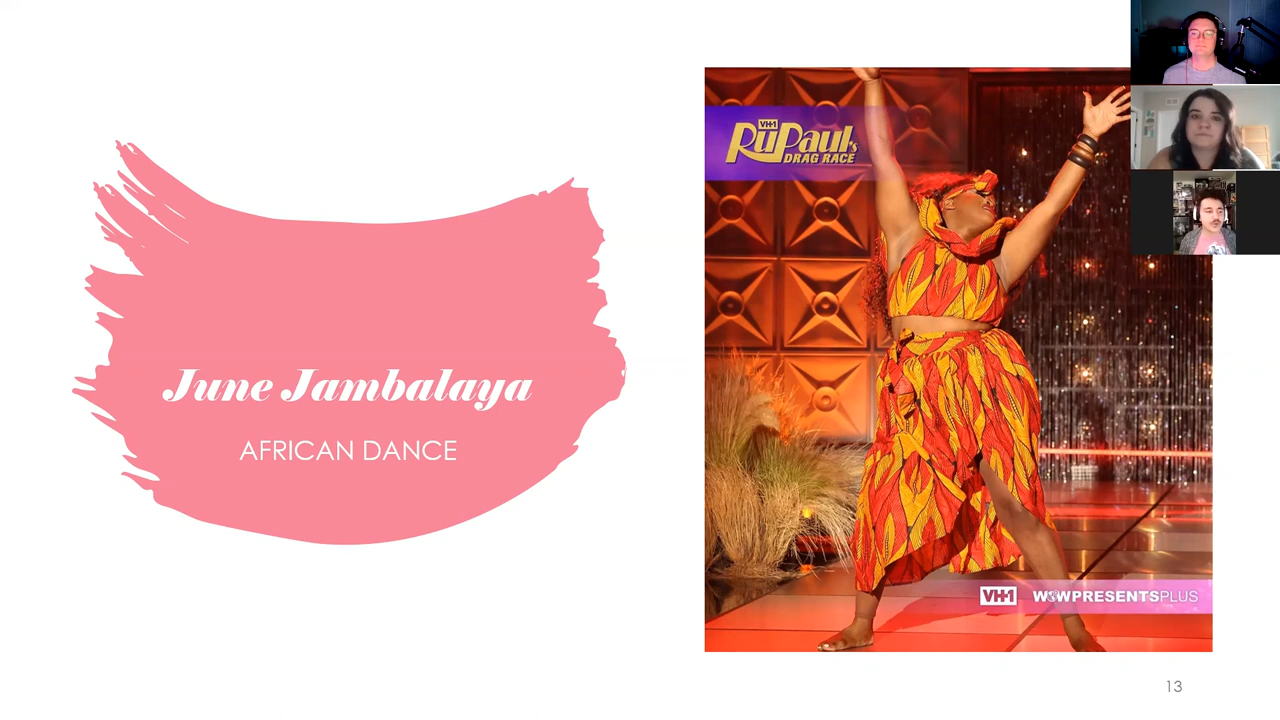 June Jambalaya
AFRICAN DANCE
VH1
RuPaul's
DRAG RACE
VH1 WOWPRESENTSPLUS
13